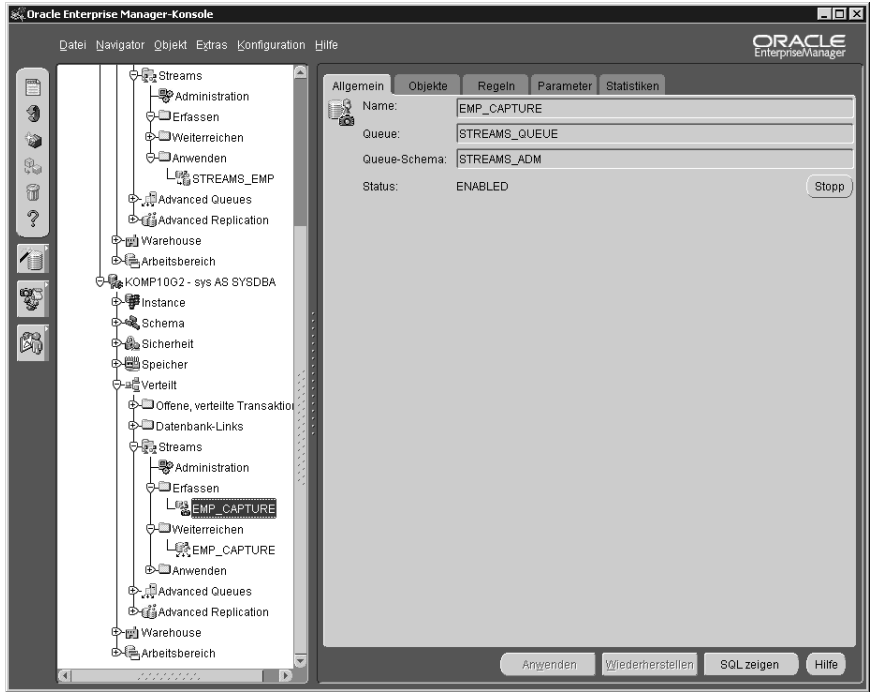 Oracle Enterprise Manager-Konsole
Datei Navigator Objekt Extras Konfiguration Hilfe
ORACLE
EnterpriseManager
Streams
Administration
Erfassen
Weiterreichen
Anwenden
STREAMS_EMP
Advanced Queues
Advanced Replication
Warehouse
Arbeitsbereich
KOMP10G2 - sys AS SYSDBA
Instance
Schema
Sicherheit
Speicher
Verteilt
Offene, verteilte Transaktio
Datenbank-Links
Streams
Administration
Erfassen
EMP_CAPTURE
Weiterreichen
EMP_CAPTURE
Anwenden
Advanced Queues
Advanced Replication
Warehouse
Arbeitsbereich
Allgemein Objekte Regeln Parameter Statistiken
Name: EMP_CAPTURE
Queue: STREAMS_QUEUE
Queue-Schema: STREAMS_ADM
Status: ENABLED Stopp
Anwenden Wiederherstellen SQL zeigen Hilfe